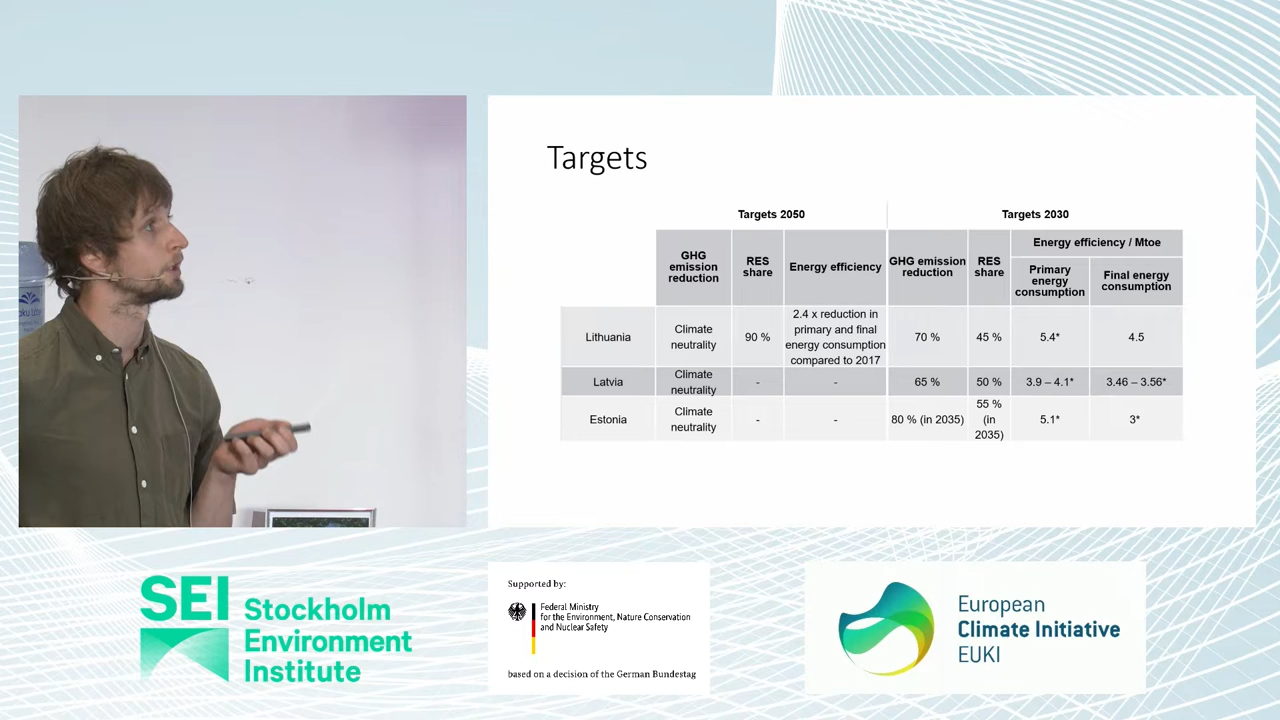 Targets
Targets 2050
Targets 2030
GHG
emission
reduction
RES
share
Energy efficiency
GHG emission
reduction
RES
share
Energy efficiency / Mtoe
Primary
energy
consumption
Final energy
consumption
Lithuania
Climate
neutrality
90 %
2.4 x reduction in
primary and final
energy consumption
compared to 2017
70 %
45 %
5.4*
4.5
Latvia
Climate
neutrality
-
-
65 %
50 %
3.9 – 4.1*
3.46 – 3.56*
Estonia
Climate
neutrality
-
-
80 % (in 2035)
55 %
(in
2035)
5.1*
3*
SEI Stockholm
Environment
Institute
Supported by:
Federal Ministry
for the Environment, Nature Conservation
and Nuclear Safety
based on a decision of the German Bundestag
European
Climate Initiative
EUKI